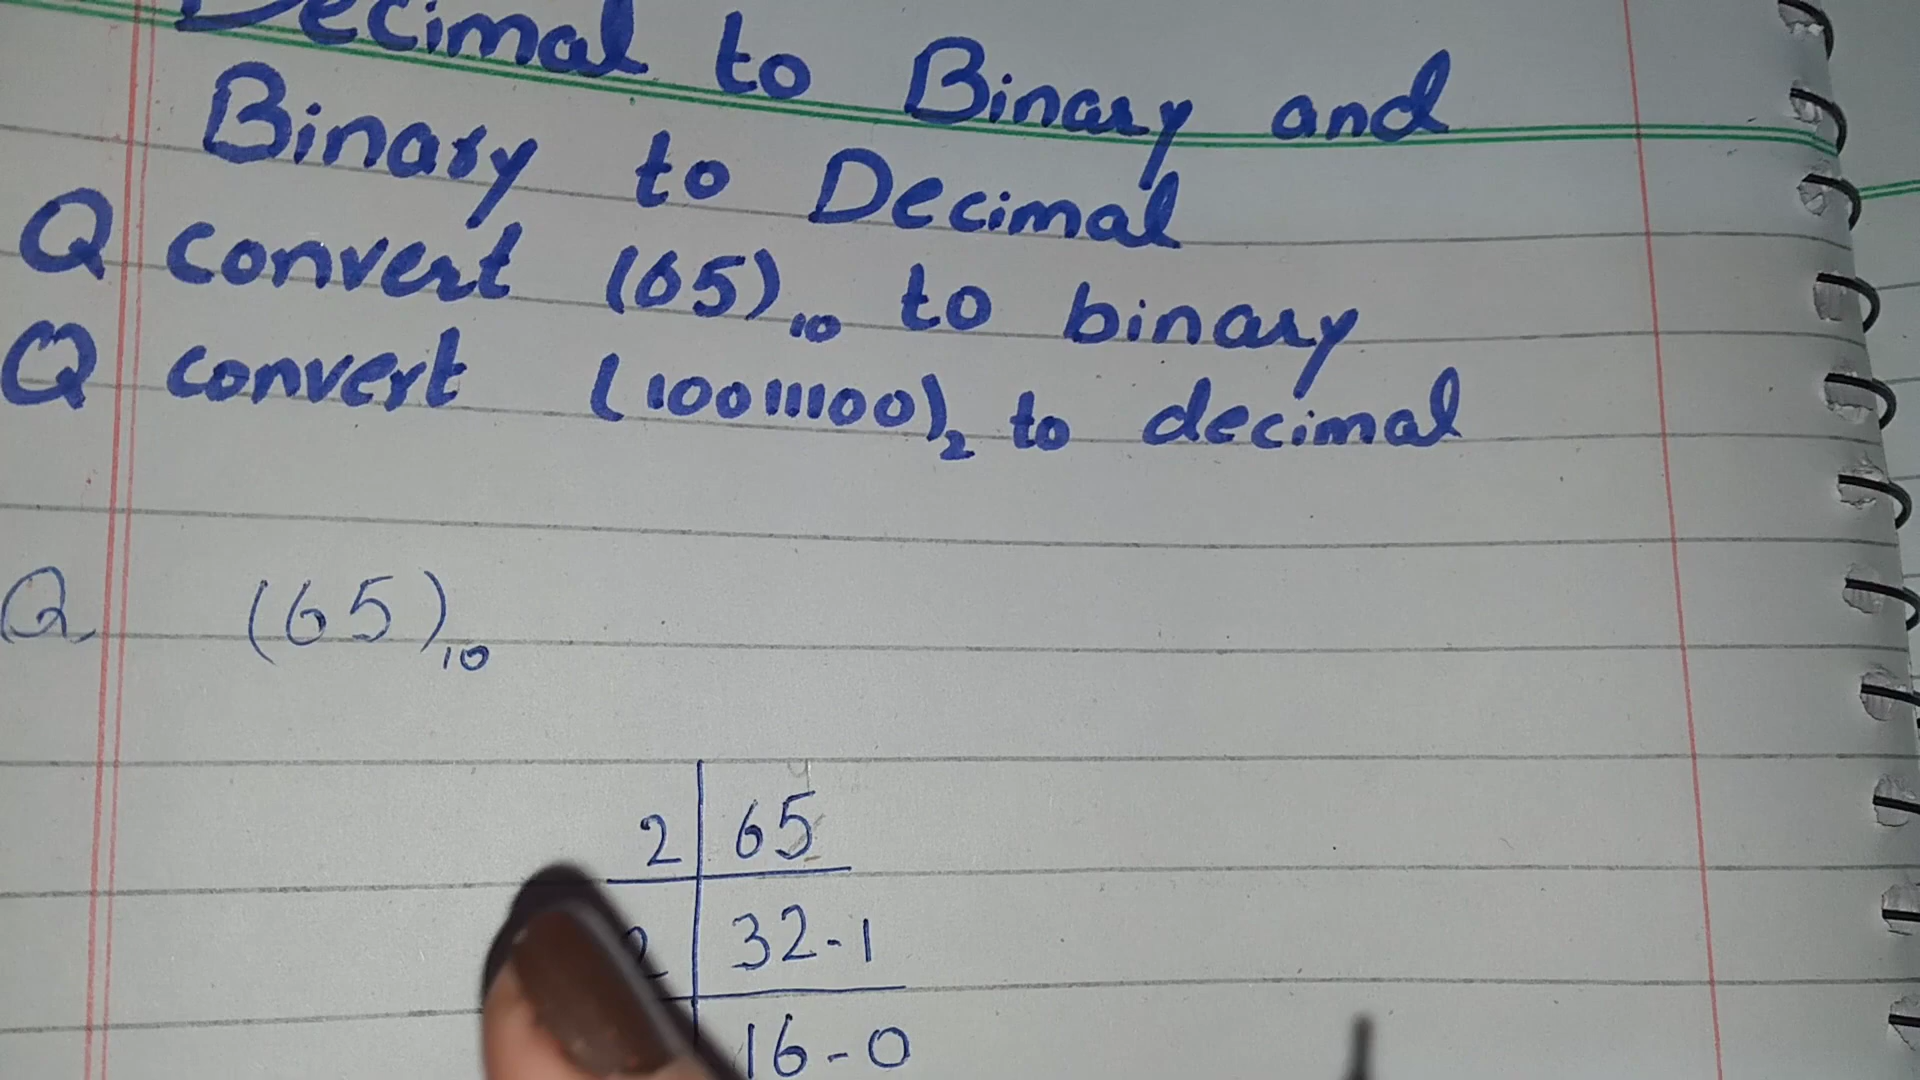 Decimal to Binary and
Binary to Decimal
Q convert (65)10 to binary
Q convert (10011100)2 to decimal
Q (65)10
2 65
2 32-1
16-0